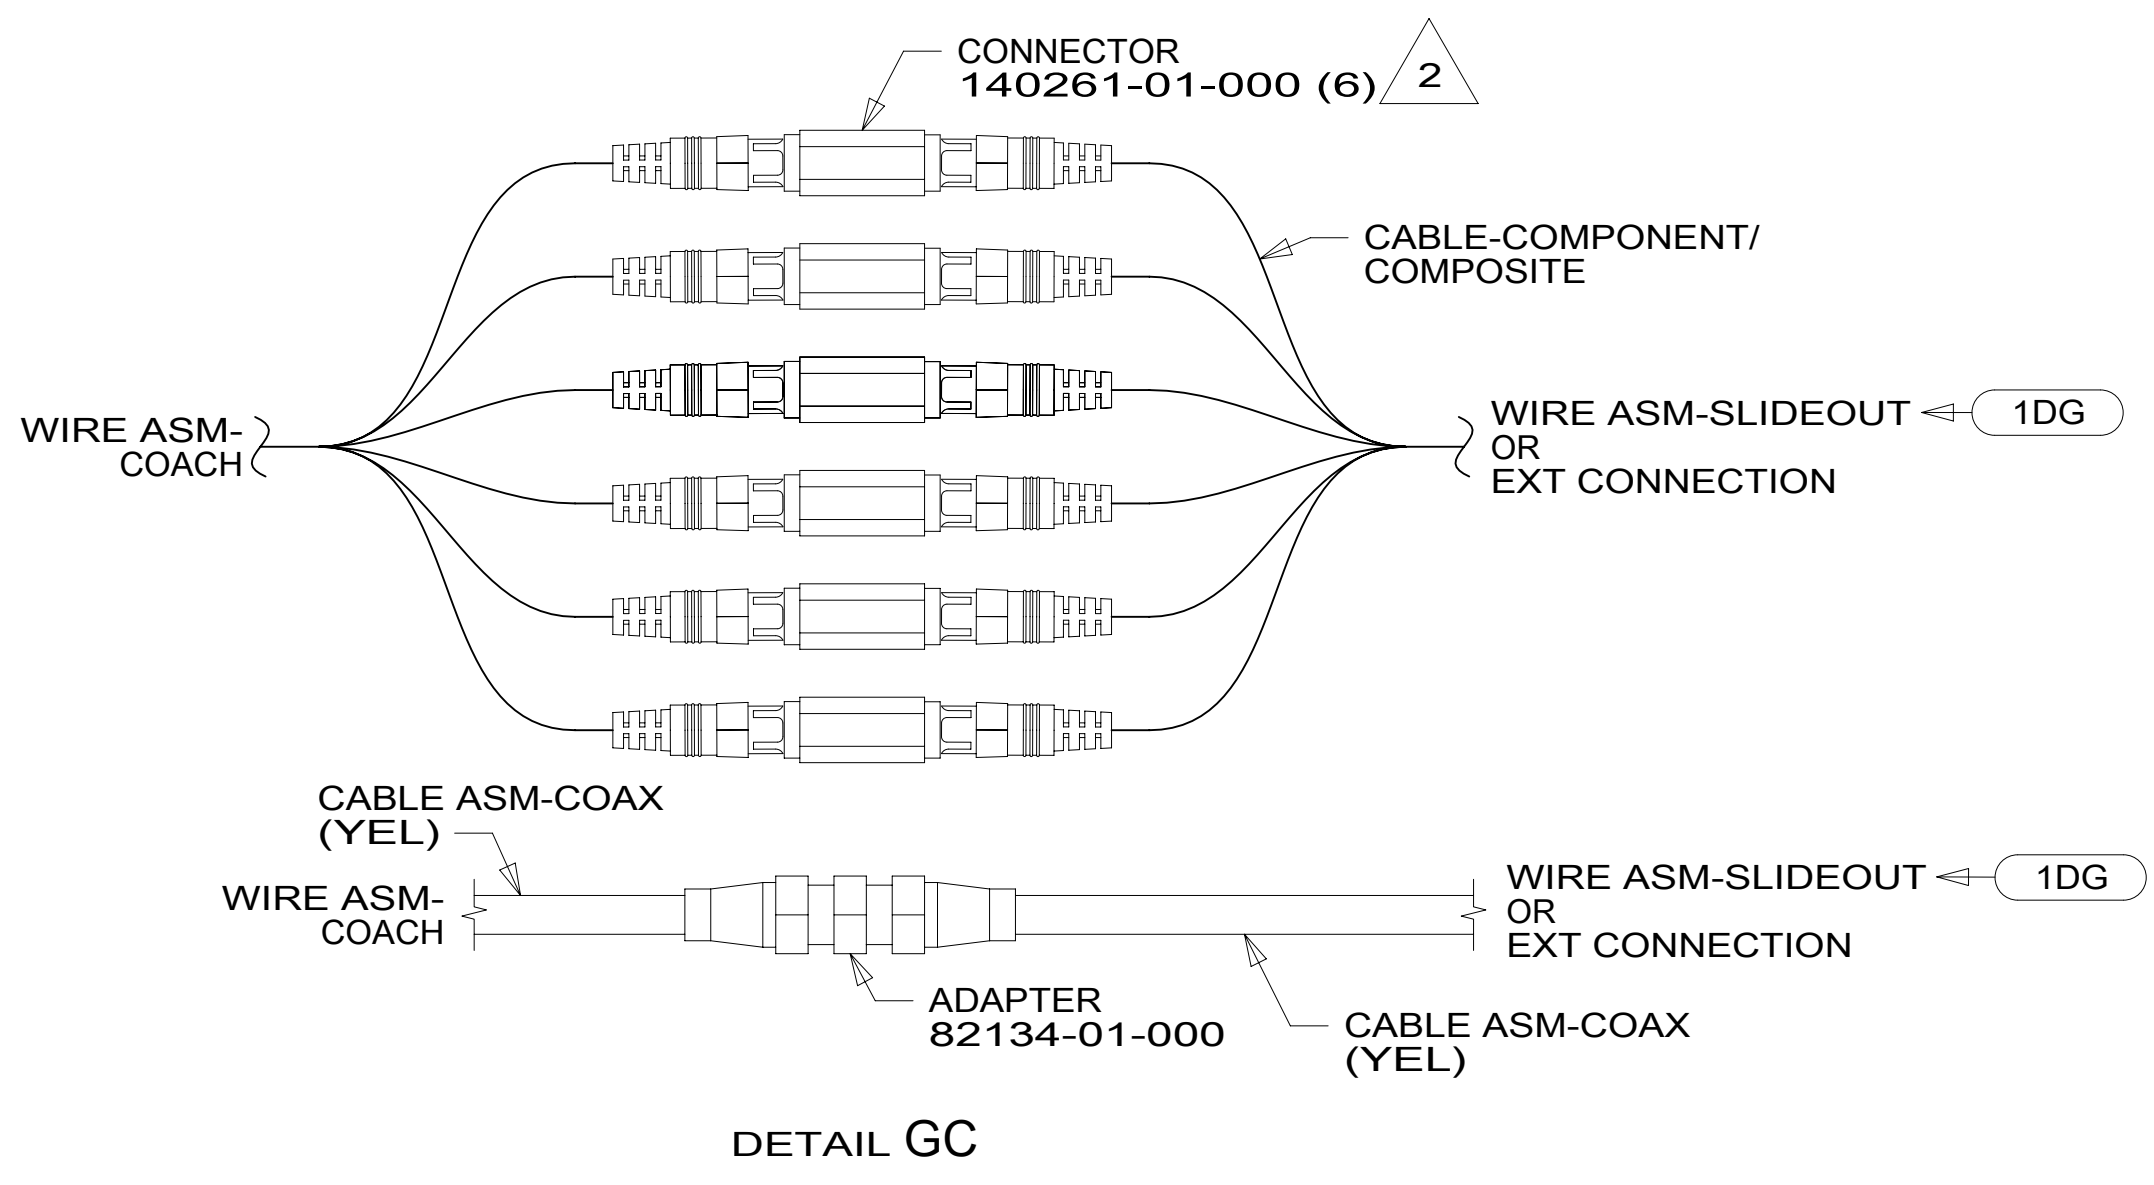 CONNECTOR
140261-01-000 (6)
2
CABLE-COMPONENT/
COMPOSITE
WIRE ASM-
COACH
WIRE ASM-SLIDEOUT
OR
EXT CONNECTION
1DG
CABLE ASM-COAX
(YEL)
WIRE ASM-
COACH
WIRE ASM-SLIDEOUT
OR
EXT CONNECTION
1DG
ADAPTER
82134-01-000
CABLE ASM-COAX
(YEL)
DETAIL GC